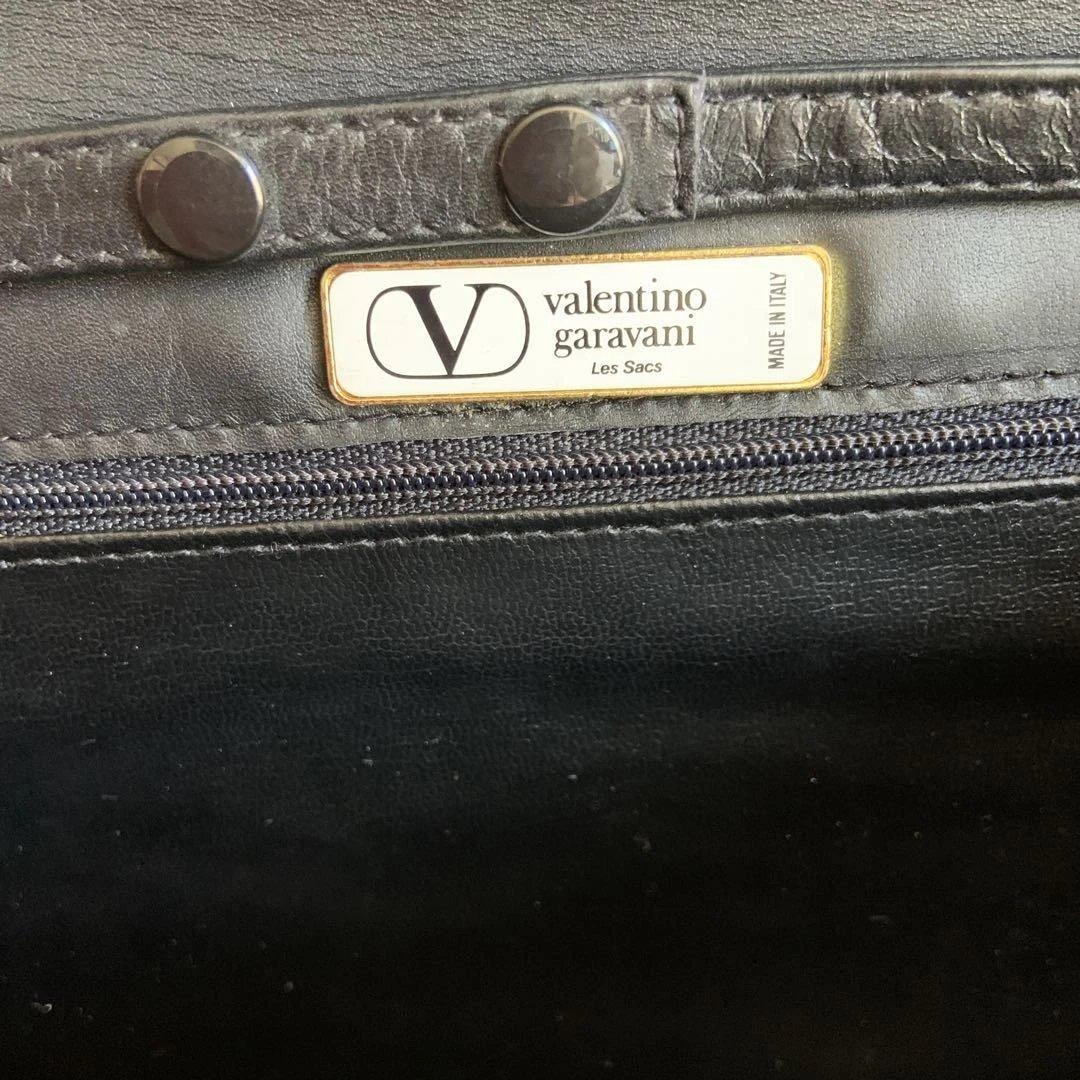 V
valentino
garavani
Les Sacs
MADE IN ITALY